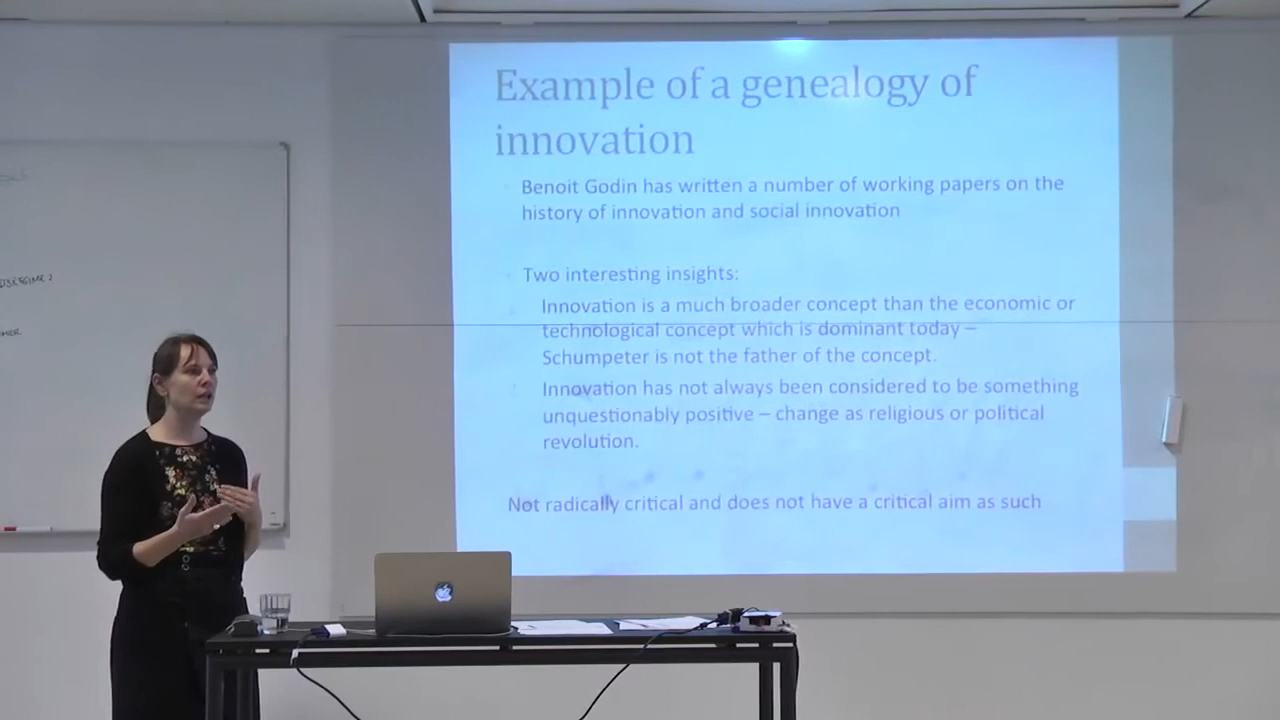 Example of a genealogy of
innovation
Benoit Godin has written a number of working papers on the
history of innovation and social innovation
Two interesting insights:
Innovation is a much broader concept than the economic or
technological concept which is dominant today –
Schumpeter is not the father of the concept.
Innovation has not always been considered to be something
unquestionably positive – change as religious or political
revolution.
Not radically critical and does not have a critical aim as such